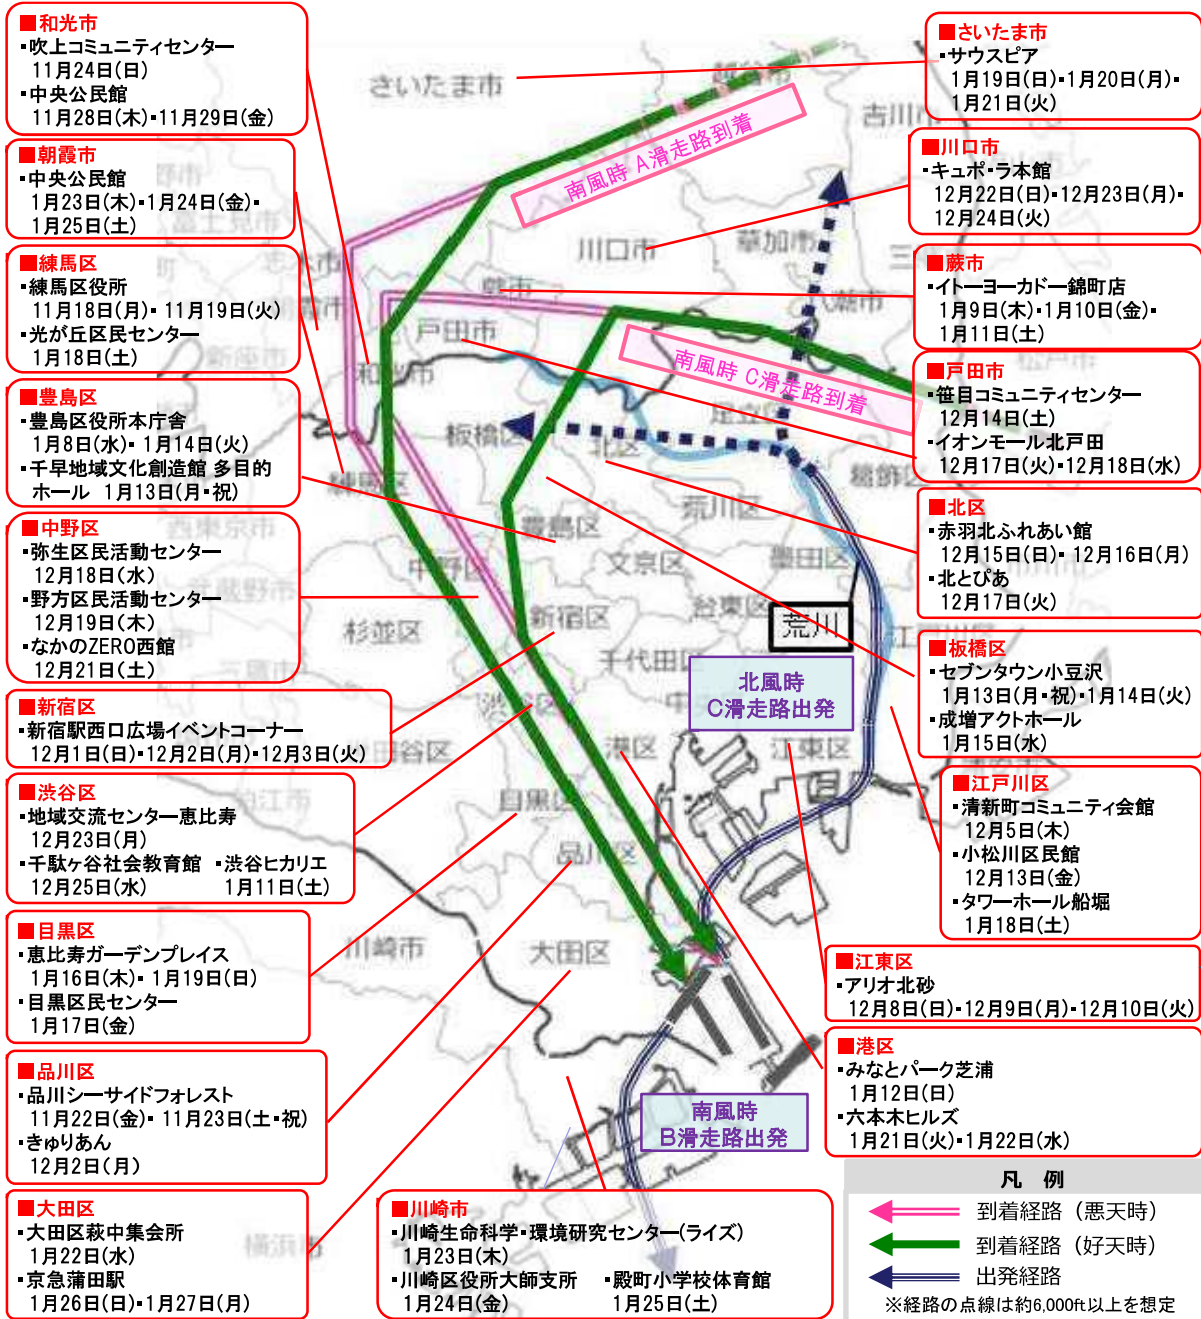 ■和光市
・吹上コミュニティセンター
11月24日(日)
・中央公民館
11月28日(木)・11月29日(金)
■朝霞市
・中央公民館
1月23日(木)・1月24日(金)・
1月25日(土)
■練馬区
・練馬区役所
11月18日(月)・11月19日(火)
・光が丘区民センター
1月18日(土)
■豊島区
・豊島区役所本庁舎
1月8日(水)・1月14日(火)
・千早地域文化創造館 多目的
ホール 1月13日(月・祝)
■中野区
・弥生区民活動センター
12月18日(水)
・野方区民活動センター
12月19日(木)
・なかのZERO西館
12月21日(土)
■新宿区
・新宿駅西口広場イベントコーナー
12月1日(日)・12月2日(月)・12月3日(火)
■渋谷区
・地域交流センター恵比寿
12月23日(月)
・千駄ヶ谷社会教育館 ・渋谷ヒカリエ
12月25日(水) 1月11日(土)
■目黒区
・恵比寿ガーデンプレイス
1月16日(木)・1月19日(日)
・目黒区民センター
1月17日(金)
■品川区
・品川シーサイドフォレスト
11月22日(金)・11月23日(土・祝)
・きゅりあん
12月2日(月)
■大田区
・大田区萩中集会所
1月22日(水)
・京急蒲田駅
1月26日(日)・1月27日(月)
■川崎市
・川崎生命科学・環境研究センター(ライズ)
1月23日(木)
・川崎区役所大師支所 ・殿町小学校体育館
1月24日(金) 1月25日(土)
■さいたま市
・サウスピア
1月19日(日)・1月20日(月)・
1月21日(火)
■川口市
・キュポ・ラ本館
12月22日(日)・12月23日(月)・
12月24日(火)
■蕨市
・イトーヨーカドー錦町店
1月9日(木)・1月10日(金)・
1月11日(土)
■戸田市
・笹目コミュニティセンター
12月14日(土)
・イオンモール北戸田
12月17日(火)・12月18日(水)
■北区
・赤羽北ふれあい館
12月15日(日)・12月16日(月)
・北とぴあ
12月17日(火)
■板橋区
・セブンタウン小豆沢
1月13日(月・祝)・1月14日(火)
・成増アクトホール
1月15日(水)
■江戸川区
・清新町コミュニティ会館
12月5日(木)
・小松川区民館
12月13日(金)
・タワーホール船堀
1月18日(土)
■江東区
・アリオ北砂
12月8日(日)・12月9日(月)・12月10日(火)
■港区
・みなとパーク芝浦
1月12日(日)
・六本木ヒルズ
1月21日(火)・1月22日(水)
さいたま市
越谷市
吉川市
南風時 A滑走路到着
川口市
草加市
八潮市
蕨市
戸田市
和光市
南風時 C滑走路到着
足立区
板橋区
北区
葛飾区
練馬区
荒川区
豊島区
文京区
墨田区
中野区
台東区
荒川
江戸川区
杉並区
新宿区
千代田区
渋谷区
北風時
C滑走路出発
港区
江東区
目黒区
品川区
川崎市
大田区
南風時
B滑走路出発
横浜市
凡 例
到着経路 (悪天時)
到着経路 (好天時)
出発経路
※経路の点線は約6,000ft以上を想定